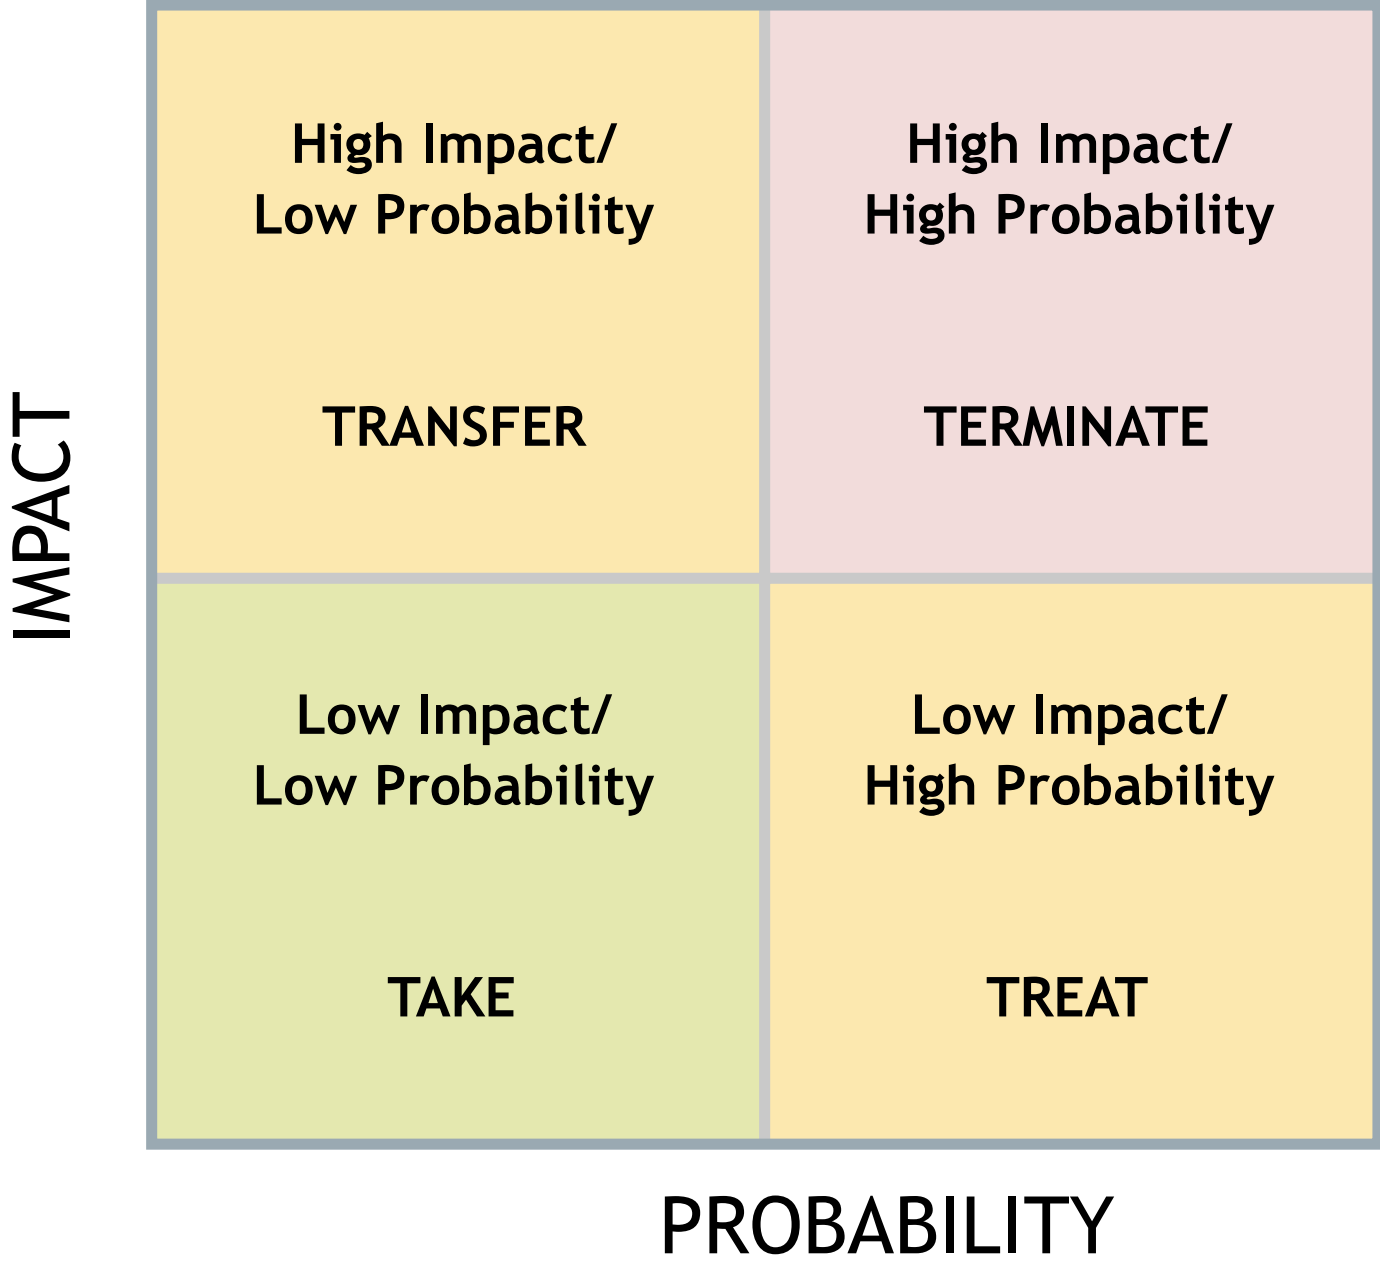 IMPACT
High Impact/
Low Probability
TRANSFER
High Impact/
High Probability
TERMINATE
Low Impact/
Low Probability
TAKE
Low Impact/
High Probability
TREAT
PROBABILITY